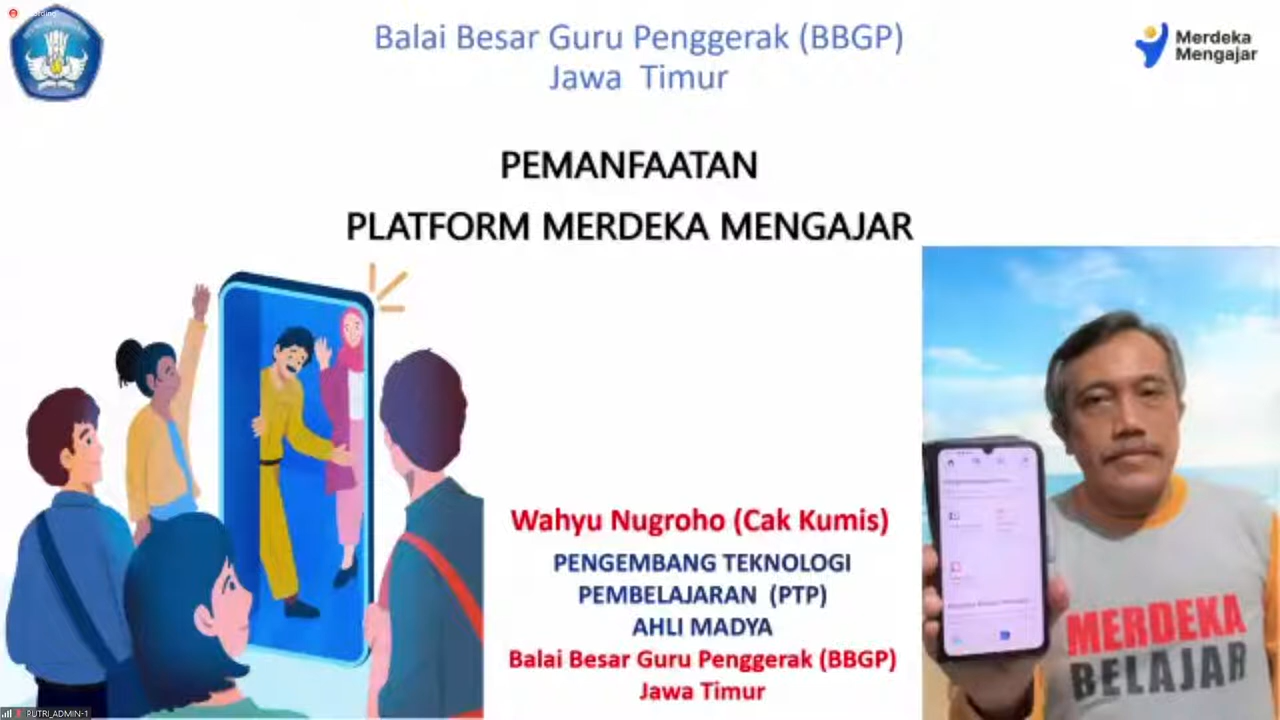 Balai Besar Guru Penggerak (BBGP)
Jawa Timur
Merdeka
Mengajar
PEMANFAATAN
PLATFORM MERDEKA MENGAJAR
Wahyu Nugroho (Cak Kumis)
PENGEMBANG TEKNOLOGI
PEMBELAJARAN (PTP)
AHLI MADYA
Balai Besar Guru Penggerak (BBGP)
Jawa Timur
MERDEKA
BELAJAR
PUTRI_ADMIN-1